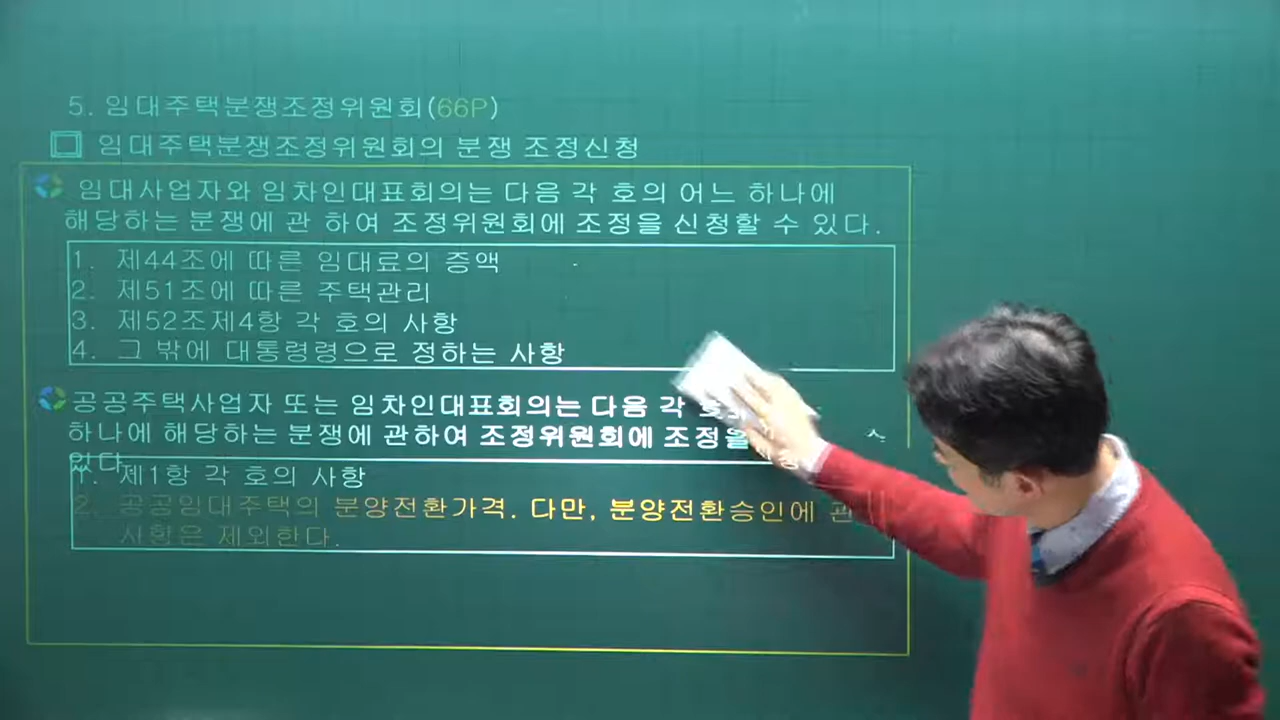 5. 임대주택분쟁조정위원회(66P)
임대주택분쟁조정위원회의 분쟁 조정신청
임대사업자와 임차인대표회의는 다음 각 호의 어느 하나에
해당하는 분쟁에 관 하여 조정위원회에 조정을 신청할 수 있다.
1. 제44조에 따른 임대료의 증액
2. 제51조에 따른 주택관리
3. 제52조제4항 각 호의 사항
4. 그 밖에 대통령령으로 정하는 사항
공공주택사업자 또는 임차인대표회의는 다음 각
하나에 해당하는 분쟁에 관하여 조정위원회에 조정을
있다
1. 제1항 각 호의 사항
2. 공공임대주택의 분양전환가격. 다만, 분양전환승인에 관
사항은 제외한다.